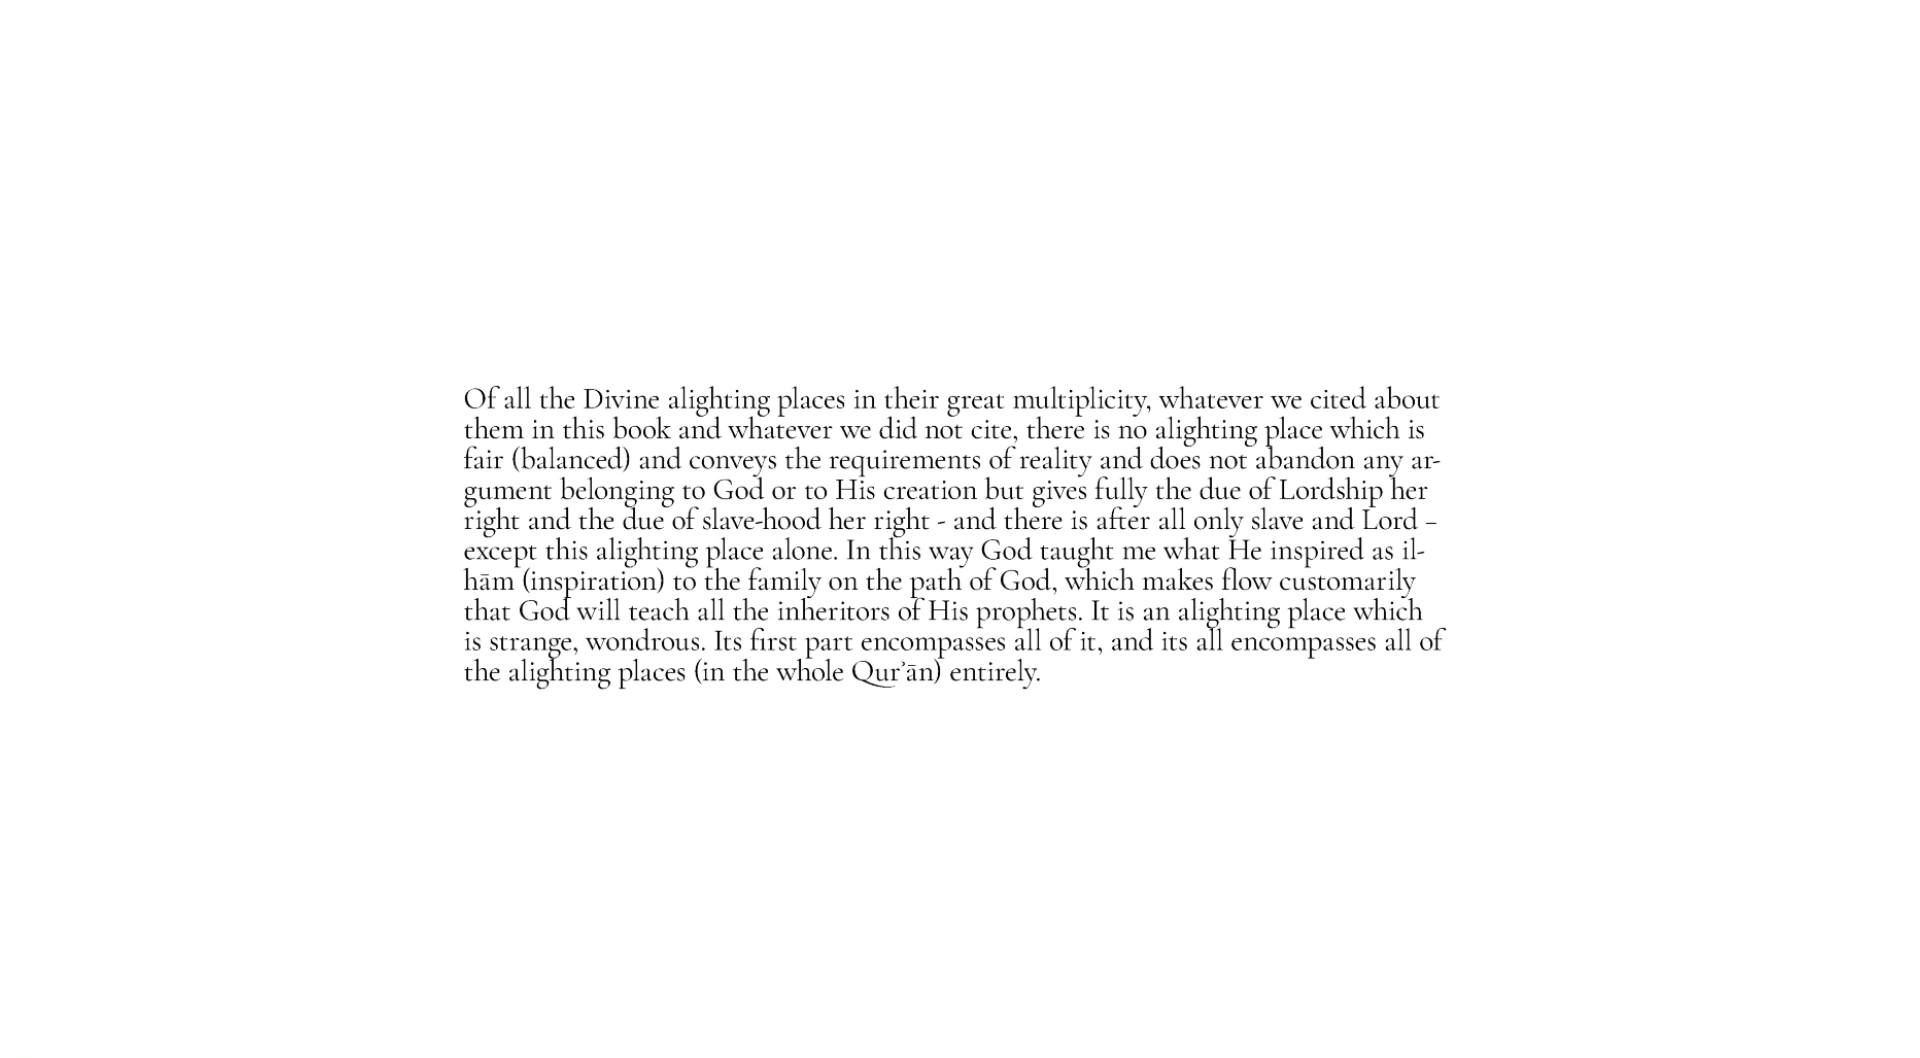 Of all the Divine alighting places in their great multiplicity, whatever we cited about
them in this book and whatever we did not cite, there is no alighting place which is
fair (balanced) and conveys the requirements of reality and does not abandon any ar-
gument belonging to God or to His creation but gives fully the due of Lordship her
right and the due of slave-hood her right - and there is after all only slave and Lord –
except this alighting place alone. In this way God taught me what He inspired as il-
hām (inspiration) to the family on the path of God, which makes flow customarily
that God will teach all the inheritors of His prophets. It is an alighting place which
is strange, wondrous. Its first part encompasses all of it, and its all encompasses all of
the alighting places (in the whole Qurʾān) entirely.